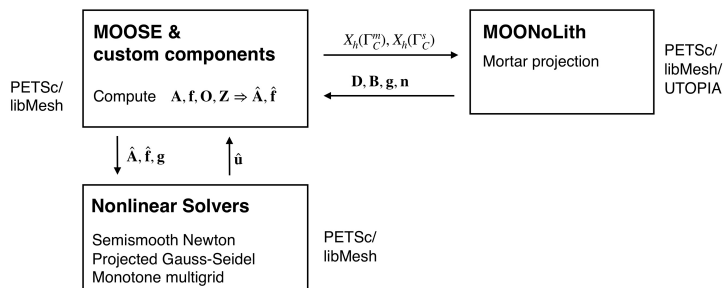 MOOSE &
custom components
Compute A, f, O, Z ⇒ Â, f̂
PETSc/
libMesh
X_h(Γ_C^m), X_h(Γ_C^s)
D, B, g, n
MOONoLith
Mortar projection
PETSc/
libMesh/
UTOPIA
Â, f̂, g
û
Nonlinear Solvers
Semismooth Newton
Projected Gauss-Seidel
Monotone multigrid
PETSc/
libMesh